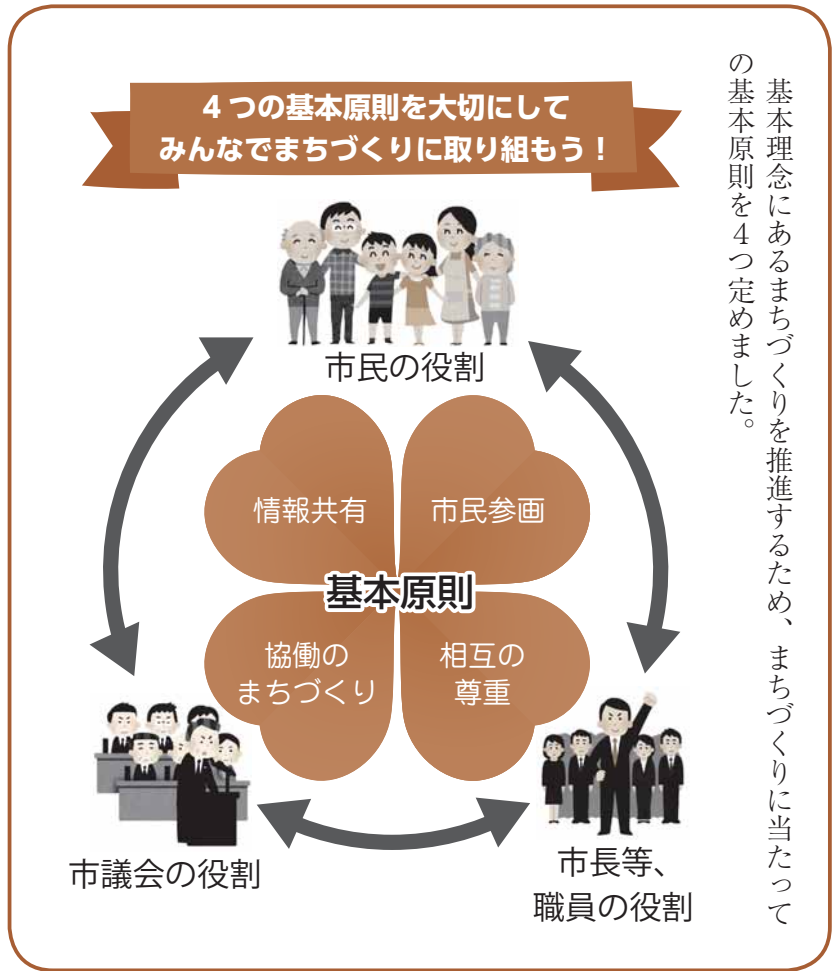 基本理念にあるまちづくりを推進するため、まちづくりに当たって
の基本原則を４つ定めました。
４つの基本原則を大切にして
みんなでまちづくりに取り組もう！
市民の役割
情報共有
市民参画
基本原則
協働の
まちづくり
相互の
尊重
市議会の役割
市長等、
職員の役割